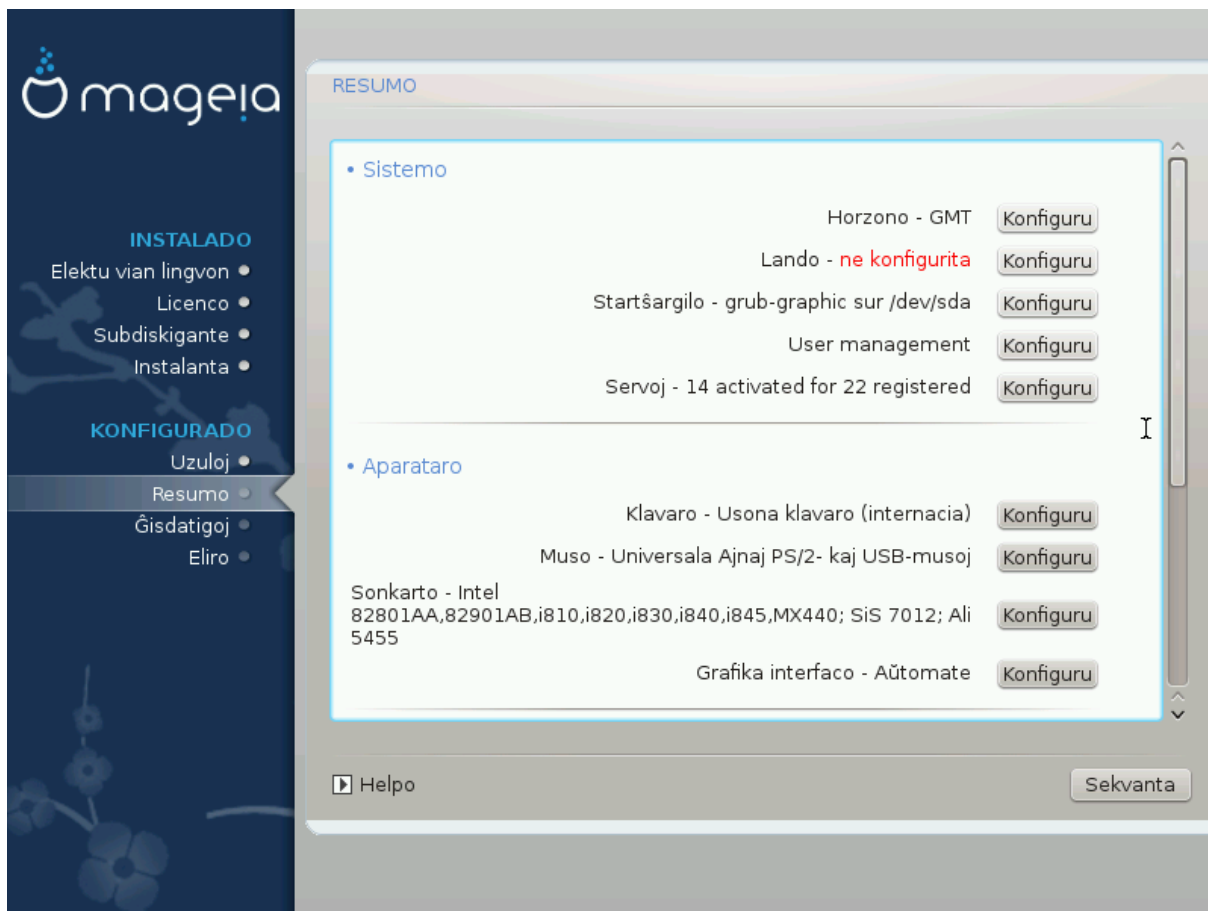 mageia
INSTALADO
Elektu vian lingvon
Licenco
Subdiskigante
Instalanta
KONFIGURADO
Uzuloj
Resumo
Ĝisdatigoj
Eliro
RESUMO
• Sistemo
Horzono - GMT Konfiguru
Lando - ne konfigurita Konfiguru
Startŝargilo - grub-graphic sur /dev/sda Konfiguru
User management Konfiguru
Servoj - 14 activated for 22 registered Konfiguru
• Aparataro
Klavaro - Usona klavaro (internacia) Konfiguru
Muso - Universala Ajnaj PS/2- kaj USB-musoj Konfiguru
Sonkarto - Intel
82801AA,82901AB,i810,i820,i830,i840,i845,MX440; SiS 7012; Ali Konfiguru
5455
Grafika interfaco - Aŭtomate Konfiguru
Helpo
Sekvanta